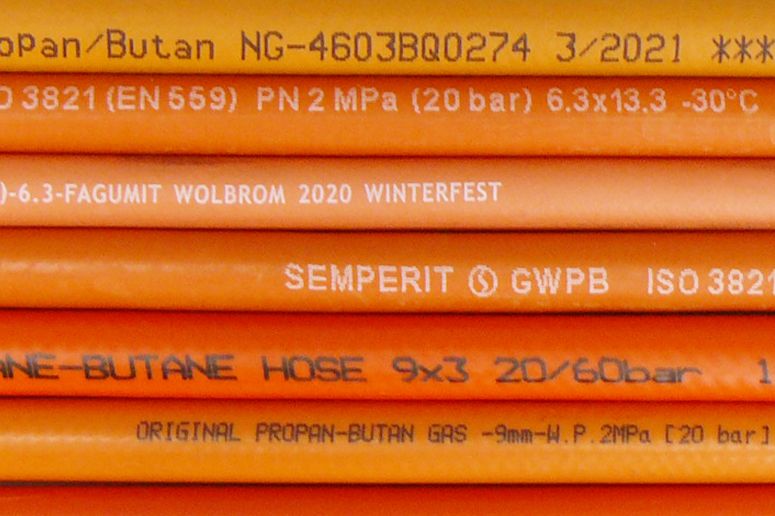 opan/Butan NG-4603BQ0274 3/2021 ***
O 3821 (EN 559) PN 2 MPa (20 bar) 6.3x13.3 -30°C
)-6.3-FAGUMIT WOLBROM 2020 WINTERFEST
SEMPERIT GWPB ISO 3821
ANE-BUTANE HOSE 9x3 20/60bar 1
ORIGINAL PROPAN-BUTAN GAS -9mm-W.P.2MPa [20 bar]